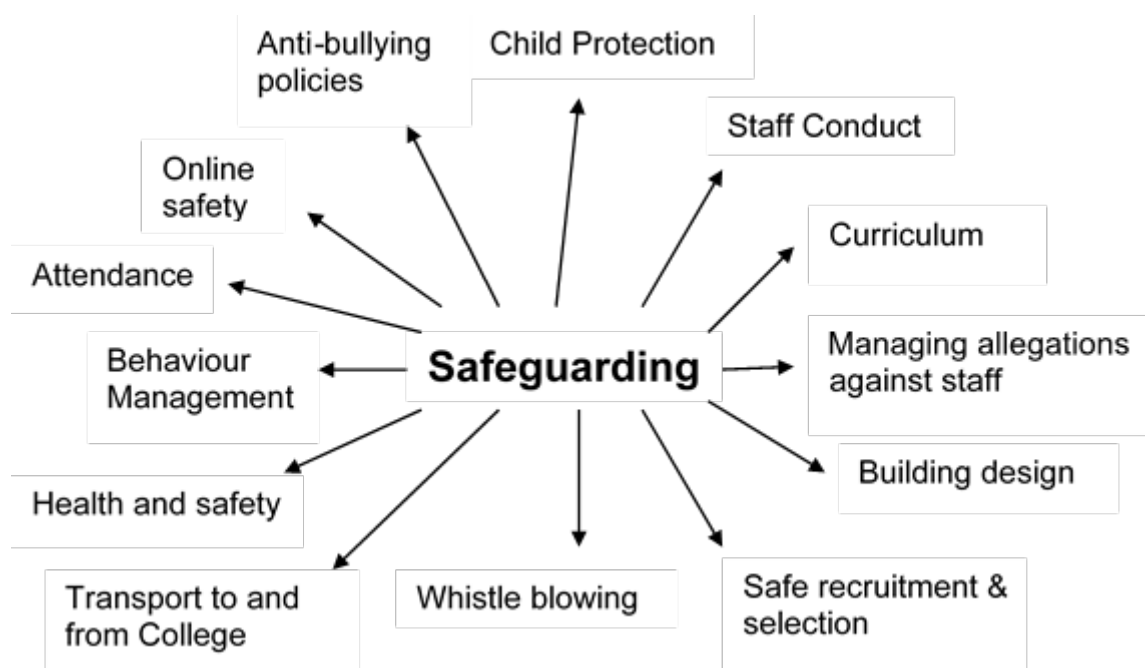 Anti-bullying
policies
Child Protection
Staff Conduct
Online
safety
Curriculum
Attendance
Behaviour
Management
Safeguarding
Managing allegations
against staff
Building design
Health and safety
Transport to and
from College
Whistle blowing
Safe recruitment &
selection